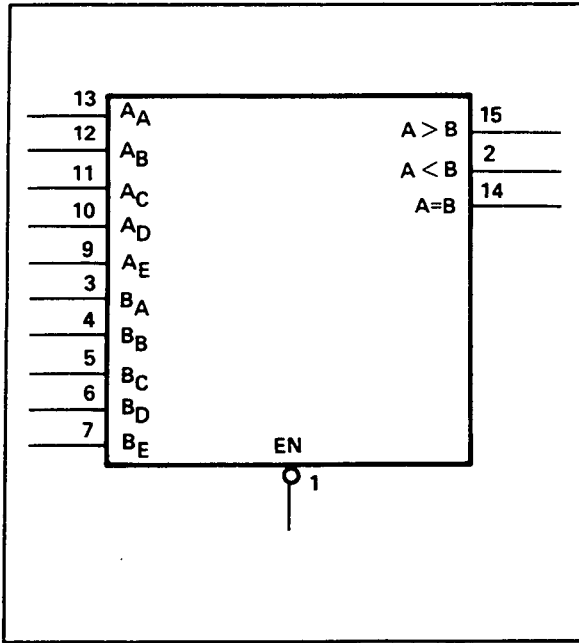 13 A_A
12 A_B
11 A_C
10 A_D
9 A_E
3 B_A
4 B_B
5 B_C
6 B_D
7 B_E
A > B 15
A < B 2
A=B 14
EN
1